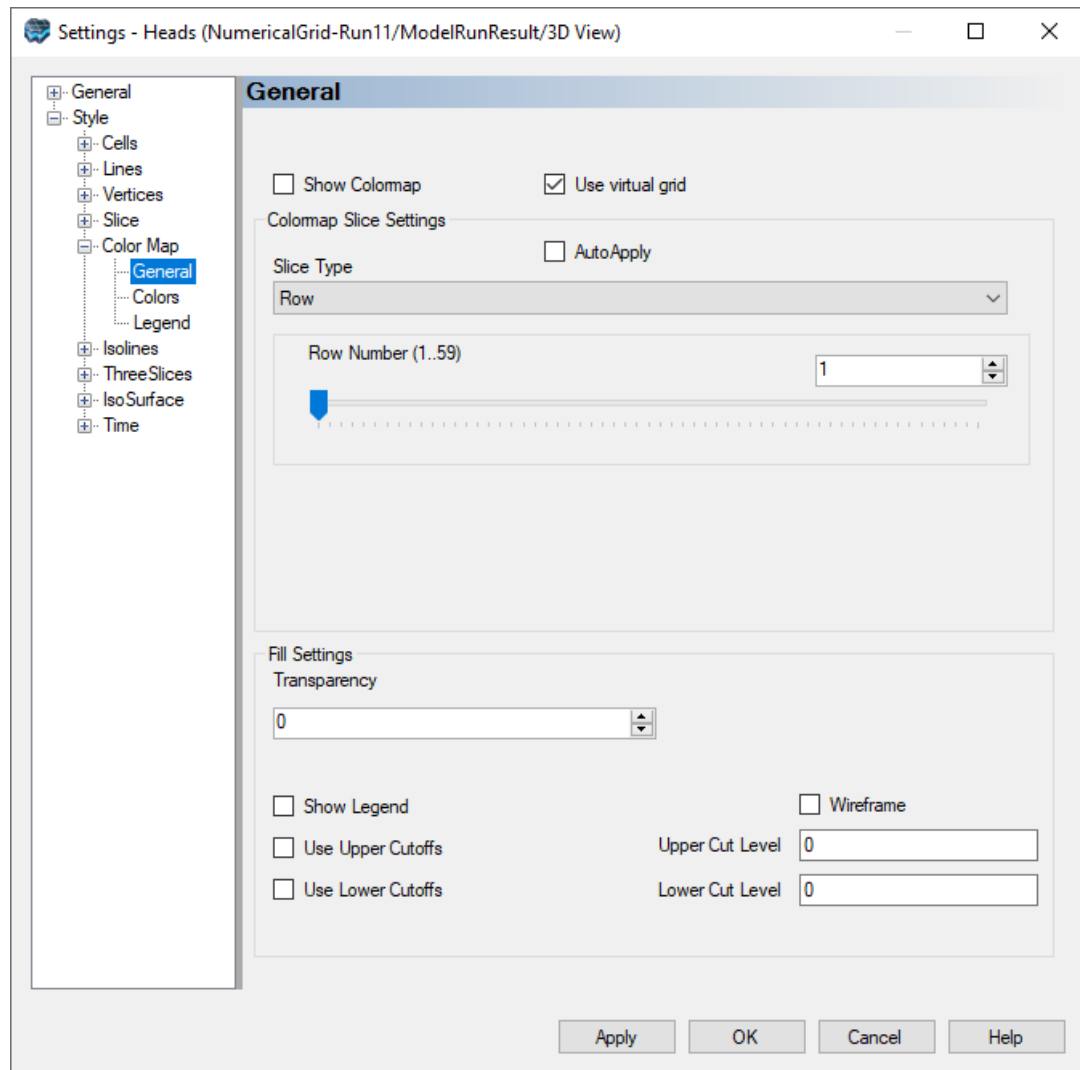 Settings - Heads (NumericalGrid-Run11/ModelRunResult/3D View)
General
Style
Cells
Lines
Vertices
Slice
Color Map
General
Colors
Legend
Isolines
ThreeSlices
IsoSurface
Time
General
Show Colormap
Use virtual grid
Colormap Slice Settings
AutoApply
Slice Type
Row
Row Number (1..59)
1
Fill Settings
Transparency
0
Show Legend
Wireframe
Use Upper Cutoffs
Upper Cut Level
0
Use Lower Cutoffs
Lower Cut Level
0
Apply
OK
Cancel
Help